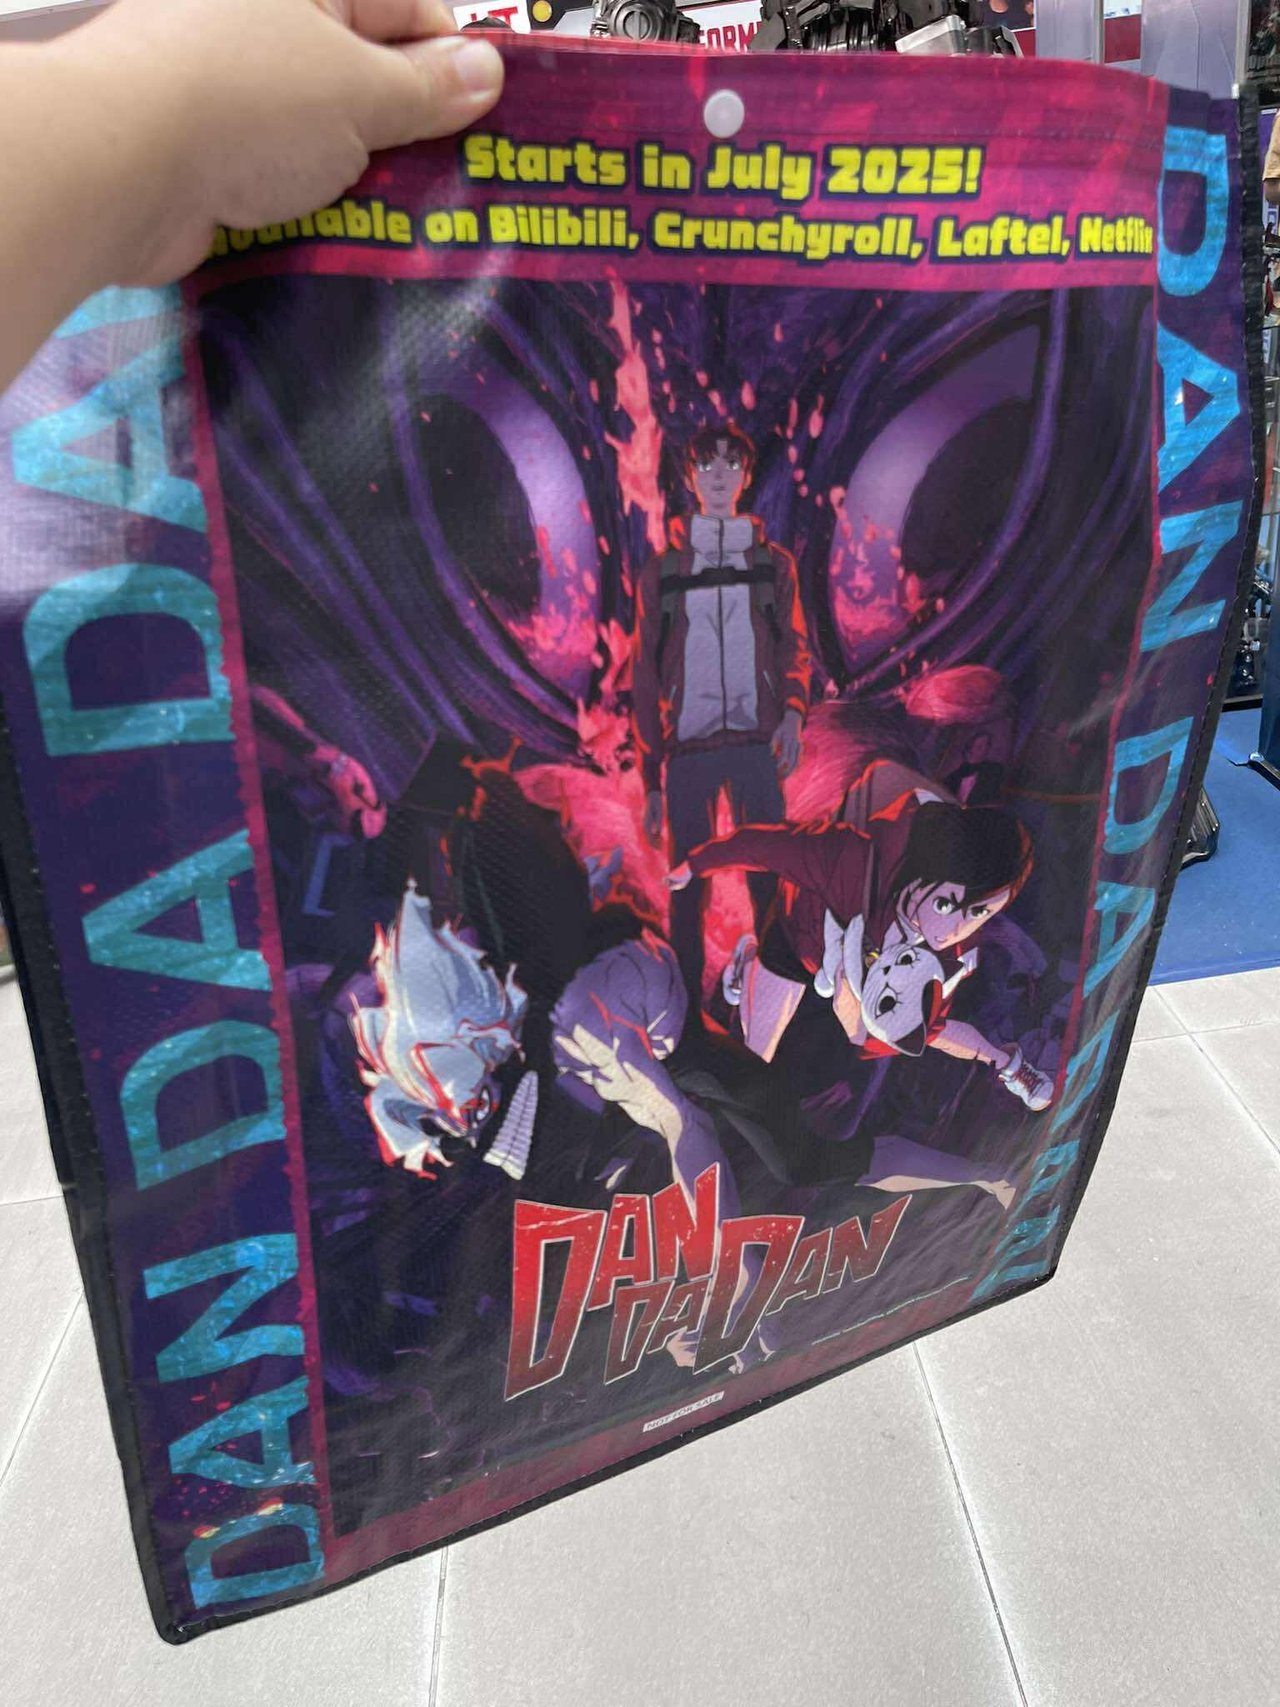 Starts in July 2025!
Available on Bilibili, Crunchyroll, Laftel, Netflix
DAN DA DAN
DAN DA DA
DAN DA DAN
NOT FOR SALE